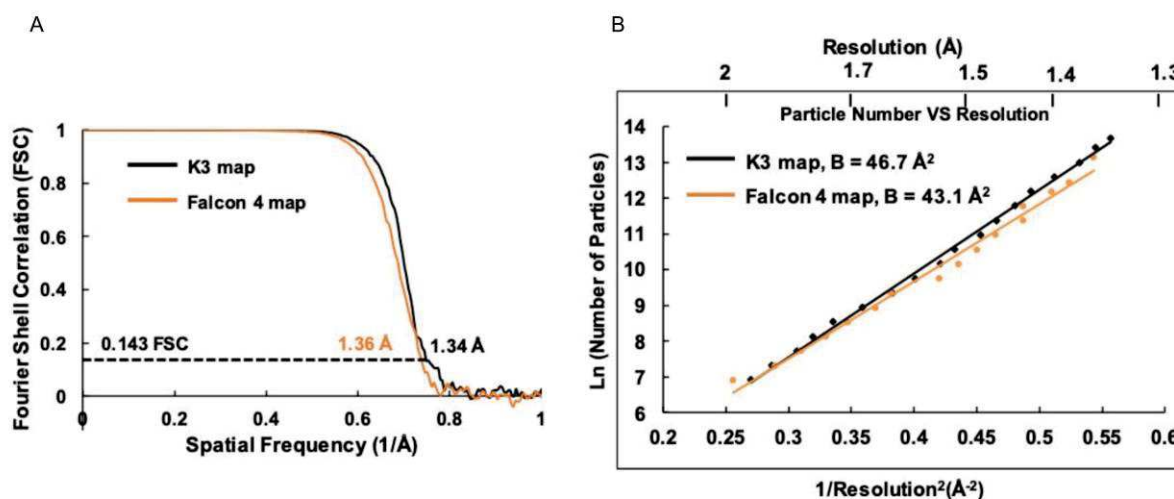 A
Fourier Shell Correlation (FSC)
1
0.8
0.6
0.4
0.2
0
K3 map
Falcon 4 map
0.143 FSC
1.36 Å
1.34 Å
0
0.2
0.4
0.6
0.8
1
Spatial Frequency (1/Å)
B
Resolution (Å)
2
1.7
1.5
1.4
1.3
Particle Number VS Resolution
Ln (Number of Particles)
14
13
12
11
10
9
8
7
6
K3 map, B = 46.7 Å²
Falcon 4 map, B = 43.1 Å²
0.2
0.3
0.35
0.4
0.45
0.5
0.55
0.6
1/Resolution²(Å⁻²)